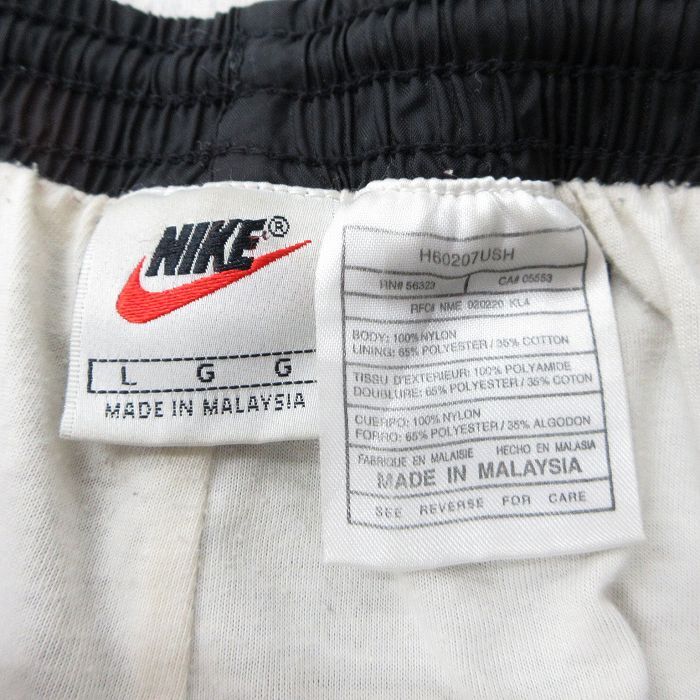 NIKE®
L G G
MADE IN MALAYSIA
H60207USH
RN# 56323 / CA# 05553
RFC# NME 020220 KL4
BODY: 100% NYLON
LINING: 65% POLYESTER / 35% COTTON
TISSU D'EXTERIEUR: 100% POLYAMIDE
DOUBLURE: 65% POLYESTER / 35% COTON
CUERPO: 100% NYLON
FORRO: 65% POLYESTER / 35% ALGODON
FABRIQUE EN MALAISIE HECHO EN MALASIA
MADE IN MALAYSIA
SEE REVERSE FOR CARE